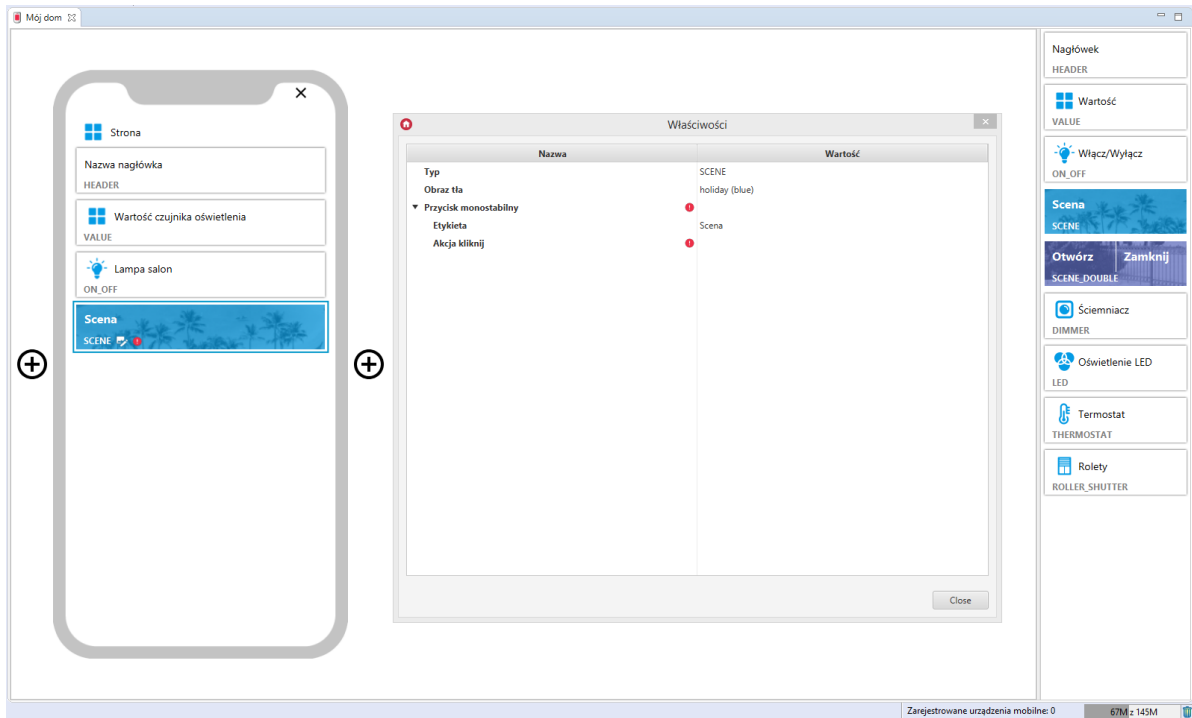 Mój dom
Strona
Nazwa nagłówka
HEADER
Wartość czujnika oświetlenia
VALUE
Lampa salon
ON_OFF
Scena
SCENE
Właściwości
Nazwa Wartość
Typ SCENE
Obraz tła holiday (blue)
Przycisk monostabilny
Etykieta Scena
Akcja kliknij
Close
Nagłówek
HEADER
Wartość
VALUE
Włącz/Wyłącz
ON_OFF
Scena
SCENE
Otwórz Zamknij
SCENE_DOUBLE
Ściemniacz
DIMMER
Oświetlenie LED
LED
Termostat
THERMOSTAT
Rolety
ROLLER_SHUTTER
Zarejestrowane urządzenia mobilne: 0 67M z 145M